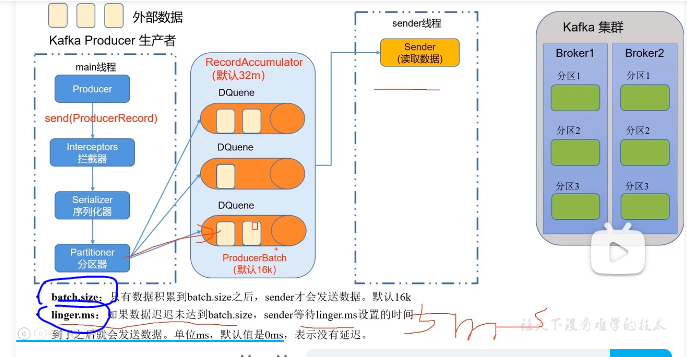 外部数据
Kafka Producer 生产者
main线程
Producer
send(ProducerRecord)
Interceptors
拦截器
Serializer
序列化器
Partitioner
分区器
RecordAccumulator
(默认32m)
DQuene
DQuene
DQuene
ProducerBatch
(默认16k)
sender线程
Sender
(读取数据)
Kafka 集群
Broker1
Broker2
分区1
分区1
分区2
分区2
分区3
分区3
batch.size:只有数据积累到batch.size之后,sender才会发送数据。默认16k
linger.ms:如果数据迟迟未达到batch.size,sender等待linger.ms设置的时间
到了之后就会发送数据。单位ms,默认值是0ms,表示没有延迟。
5ms
让天下没有难学的技术